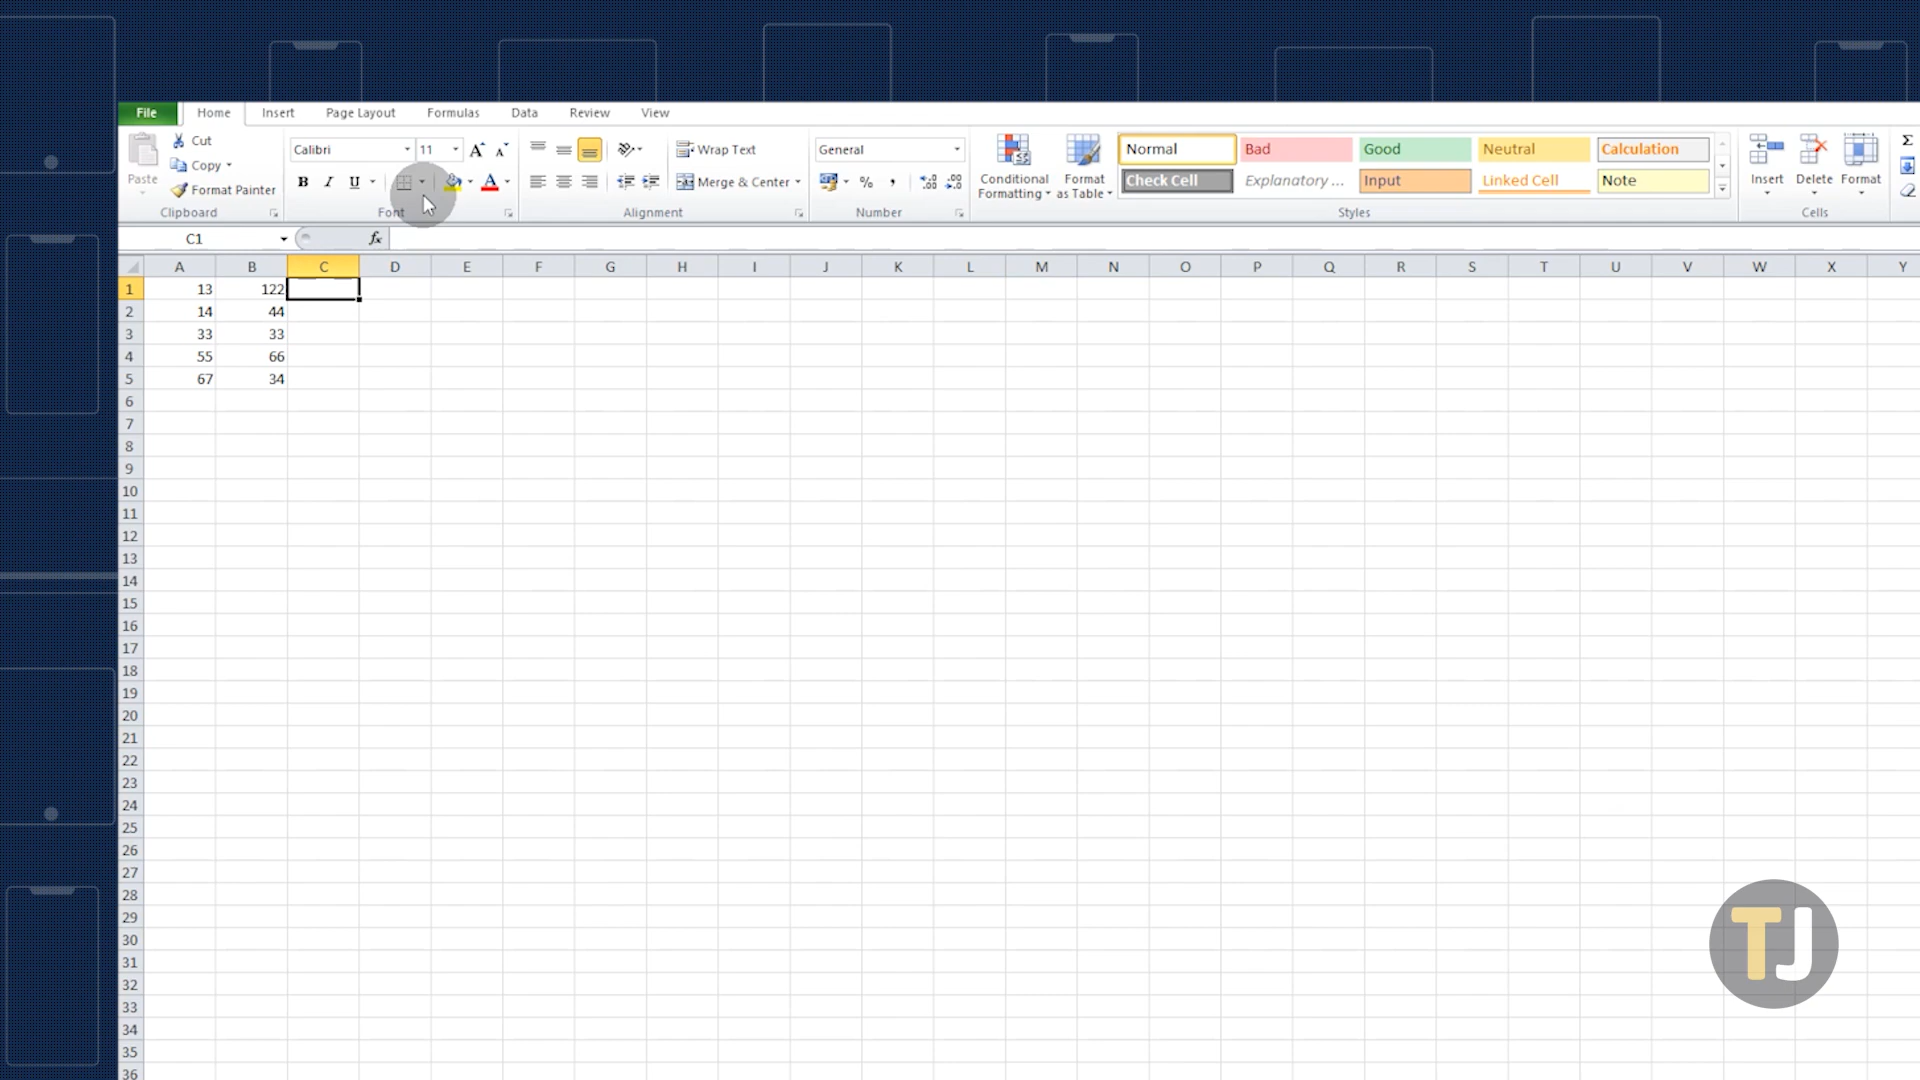 File Home Insert Page Layout Formulas Data Review View
Cut
Copy
Format Painter
Paste
Clipboard
Calibri 11 A A
B I U A
Font
Wrap Text
Merge & Center
Alignment
General
% , .00
Number
Conditional Formatting
Format as Table
Normal Bad Good Neutral Calculation
Check Cell Explanatory ... Input Linked Cell Note
Styles
Insert Delete Format
Cells
Σ
C1 fx
A B C D E F G H I J K L M N O P Q R S T U V W X Y
1 13 122
2 14 44
3 33 33
4 55 66
5 67 34
6
7
8
9
10
11
12
13
14
15
16
17
18
19
20
21
22
23
24
25
26
27
28
29
30
31
32
33
34
35
36
TJ